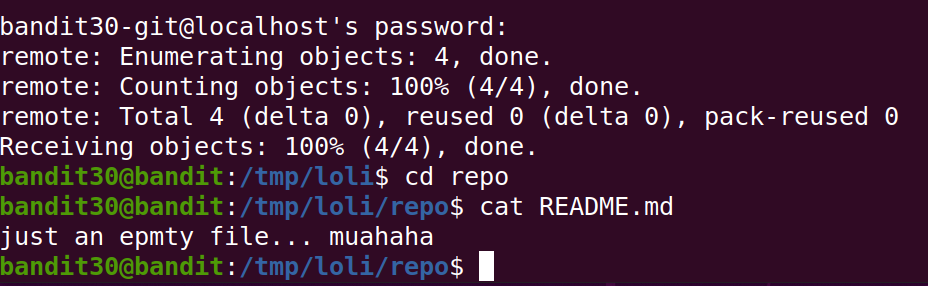 bandit30-git@localhost's password:
remote: Enumerating objects: 4, done.
remote: Counting objects: 100% (4/4), done.
remote: Total 4 (delta 0), reused 0 (delta 0), pack-reused 0
Receiving objects: 100% (4/4), done.
bandit30@bandit:/tmp/loli$ cd repo
bandit30@bandit:/tmp/loli/repo$ cat README.md
just an epmty file... muahaha
bandit30@bandit:/tmp/loli/repo$